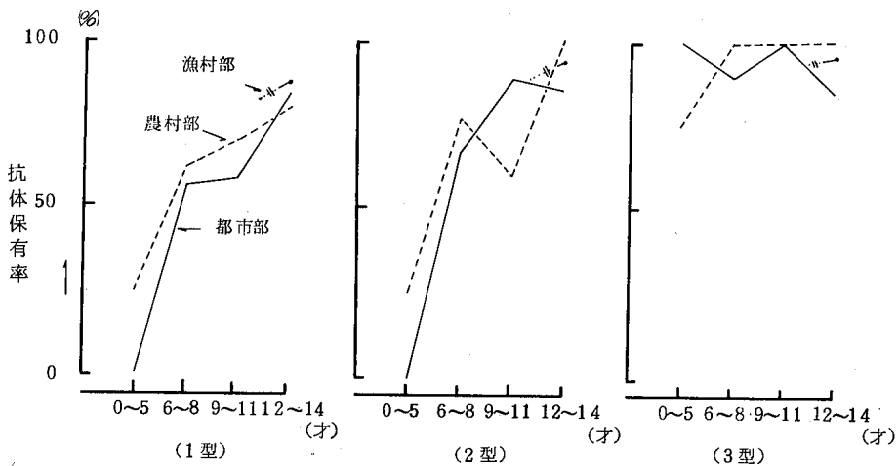 (%)
100
漁村部
農村部
抗体保有率
50
都市部
0
0~5 6~8 9~11 12~14
(才)
(1型)
0~5 6~8 9~11 12~14
(才)
(2型)
0~5 6~8 9~11 12~14
(才)
(3型)